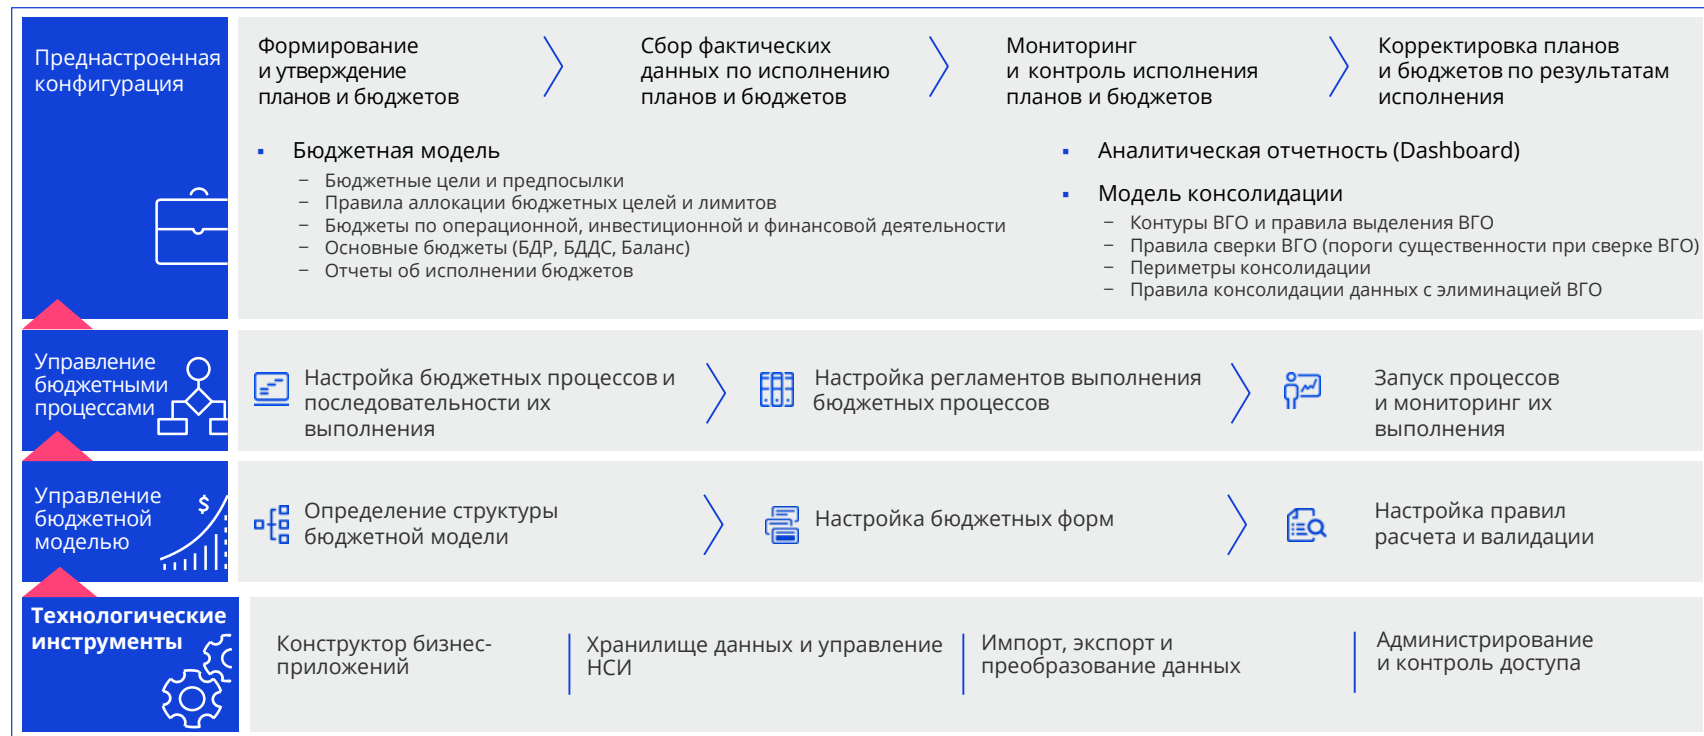 Преднастроенная
конфигурация
Формирование
и утверждение
планов и бюджетов
Сбор фактических
данных по исполнению
планов и бюджетов
Мониторинг
и контроль исполнения
планов и бюджетов
Корректировка планов
и бюджетов по результатам
исполнения
▪ Бюджетная модель
− Бюджетные цели и предпосылки
− Правила аллокации бюджетных целей и лимитов
− Бюджеты по операционной, инвестиционной и финансовой деятельности
− Основные бюджеты (БДР, БДДС, Баланс)
− Отчеты об исполнении бюджетов
▪ Аналитическая отчетность (Dashboard)
▪ Модель консолидации
− Контуры ВГО и правила выделения ВГО
− Правила сверки ВГО (пороги существенности при сверке ВГО)
− Периметры консолидации
− Правила консолидации данных с элиминацией ВГО
Управление
бюджетными
процессами
Настройка бюджетных процессов и
последовательности их
выполнения
Настройка регламентов выполнения
бюджетных процессов
Запуск процессов
и мониторинг их
выполнения
Управление
бюджетной
моделью
$
Определение структуры
бюджетной модели
Настройка бюджетных форм
Настройка правил
расчета и валидации
Технологические
инструменты
Конструктор бизнес-
приложений
Хранилище данных и управление
НСИ
Импорт, экспорт и
преобразование данных
Администрирование
и контроль доступа